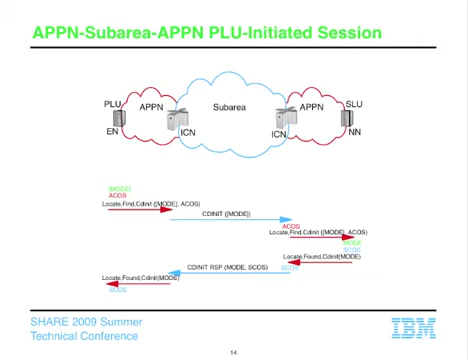 APPN-Subarea-APPN PLU-Initiated Session
PLU APPN Subarea APPN SLU
EN ICN ICN NN
[MODE]
ACOS
Locate,Find,Cdinit ([MODE], ACOS)
CDINIT ([MODE])
ACOS
Locate,Find,Cdinit ([MODE], ACOS)
MODE
SCOS
Locate,Found,Cdinit(MODE)
CDINIT RSP (MODE, SCOS) SCOS
Locate,Found,Cdinit(MODE)
SCOS
SHARE 2009 Summer
Technical Conference
IBM
14